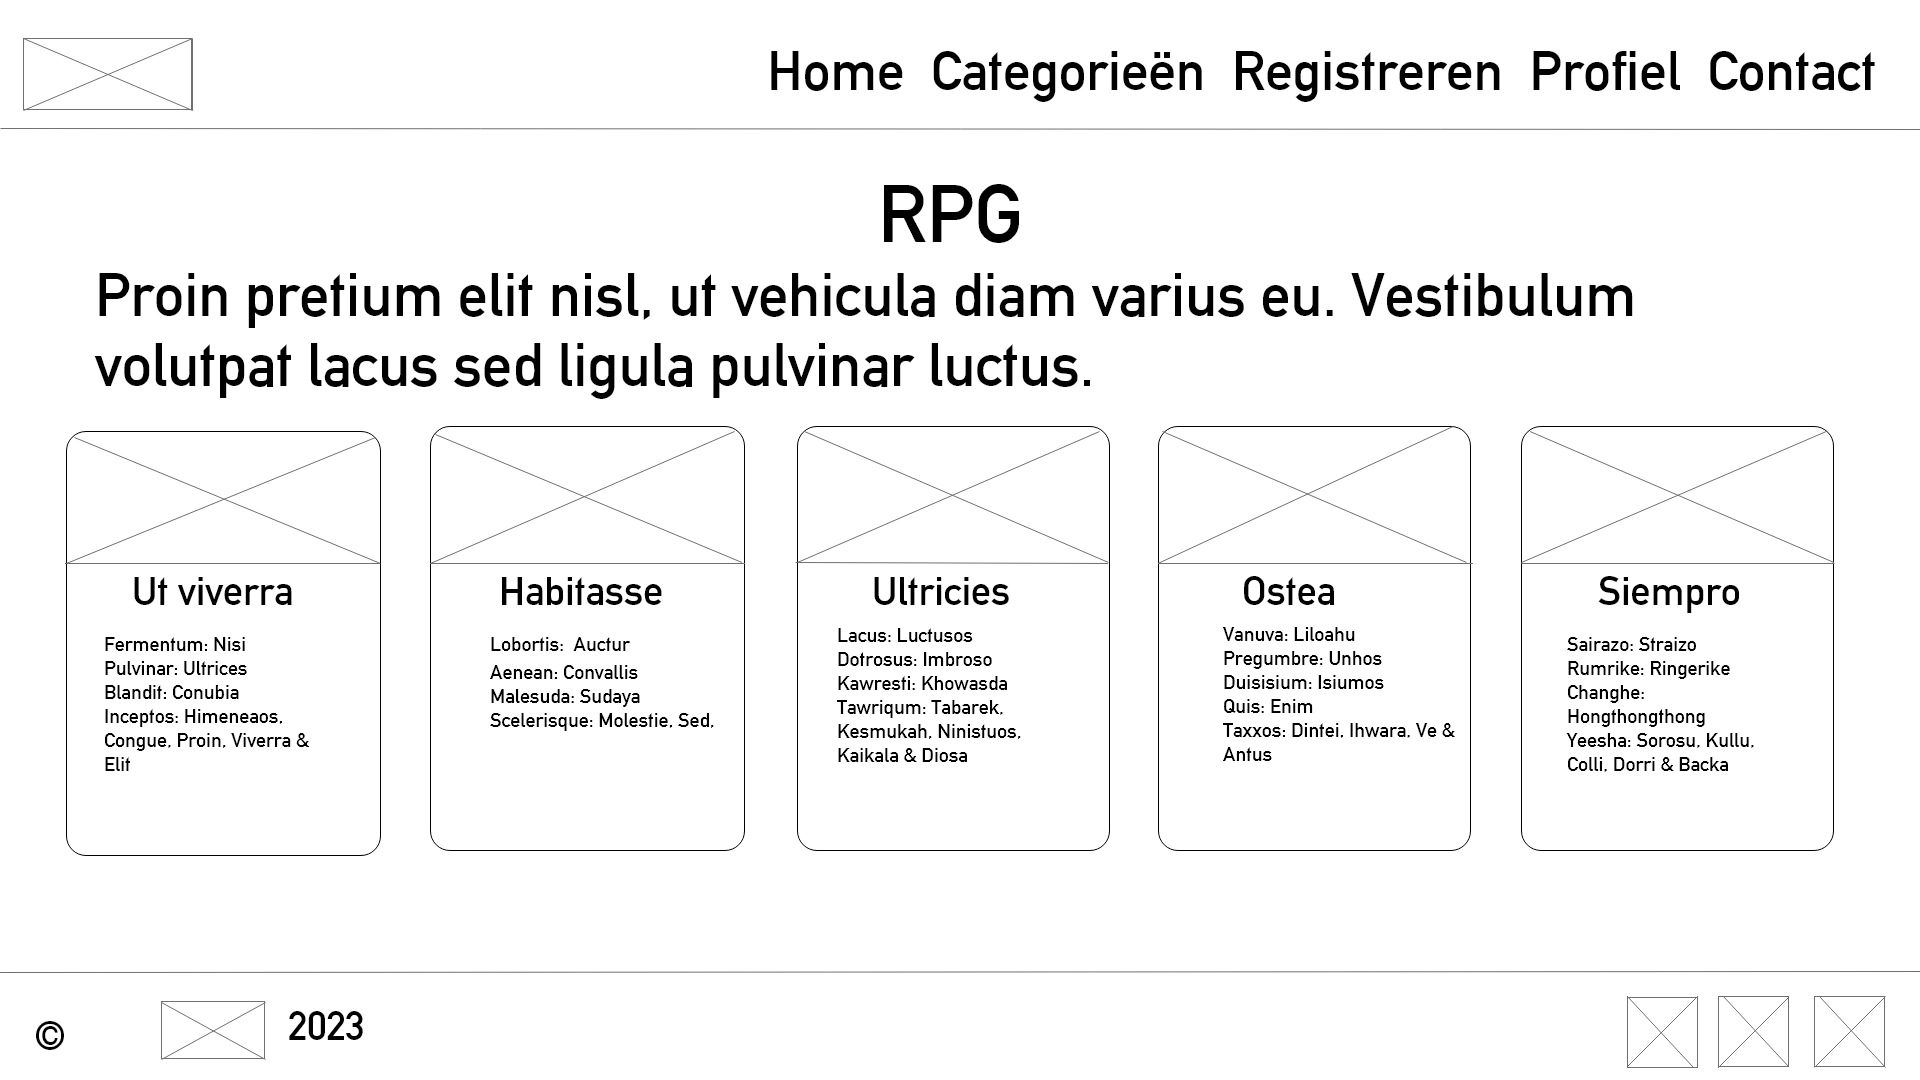 Home Categorieën Registreren Profiel Contact
RPG
Proin pretium elit nisl, ut vehicula diam varius eu. Vestibulum
volutpat lacus sed ligula pulvinar luctus.
Ut viverra
Fermentum: Nisi
Pulvinar: Ultrices
Blandit: Conubia
Inceptos: Himeneaos,
Congue, Proin, Viverra &
Elit
Habitasse
Lobortis:  Auctur
Aenean: Convallis
Malesuda: Sudaya
Scelerisque: Molestie, Sed,
Ultricies
Lacus: Luctusos
Dotrosus: Imbroso
Kawresti: Khowasda
Tawriqum: Tabarek,
Kesmukah, Ninistuos,
Kaikala & Diosa
Ostea
Vanuva: Liloahu
Pregumbre: Unhos
Duisisium: Isiumos
Quis: Enim
Taxxos: Dintei, Ihwara, Ve &
Antus
Siempro
Sairazo: Straizo
Rumrike: Ringerike
Changhe:
Hongthongthong
Yeesha: Sorosu, Kullu,
Colli, Dorri & Backa
© 2023